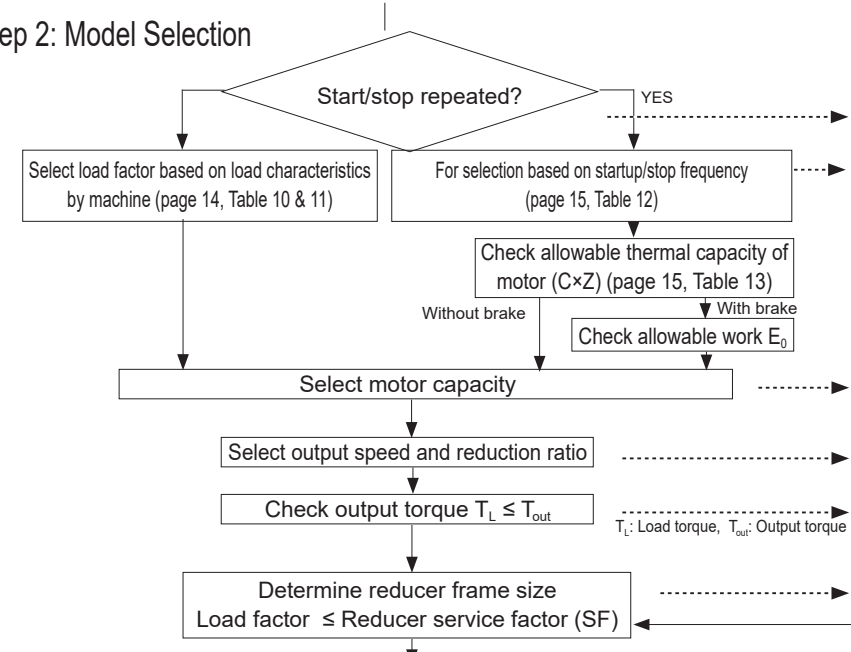 ep 2: Model Selection
Start/stop repeated?
YES
Select load factor based on load characteristics
by machine (page 14, Table 10 & 11)
For selection based on startup/stop frequency
(page 15, Table 12)
Check allowable thermal capacity of
motor (C×Z) (page 15, Table 13)
Without brake
With brake
Check allowable work E₀
Select motor capacity
Select output speed and reduction ratio
Check output torque T_L ≤ T_out
T_L: Load torque, T_out: Output torque
Determine reducer frame size
Load factor ≤ Reducer service factor (SF)